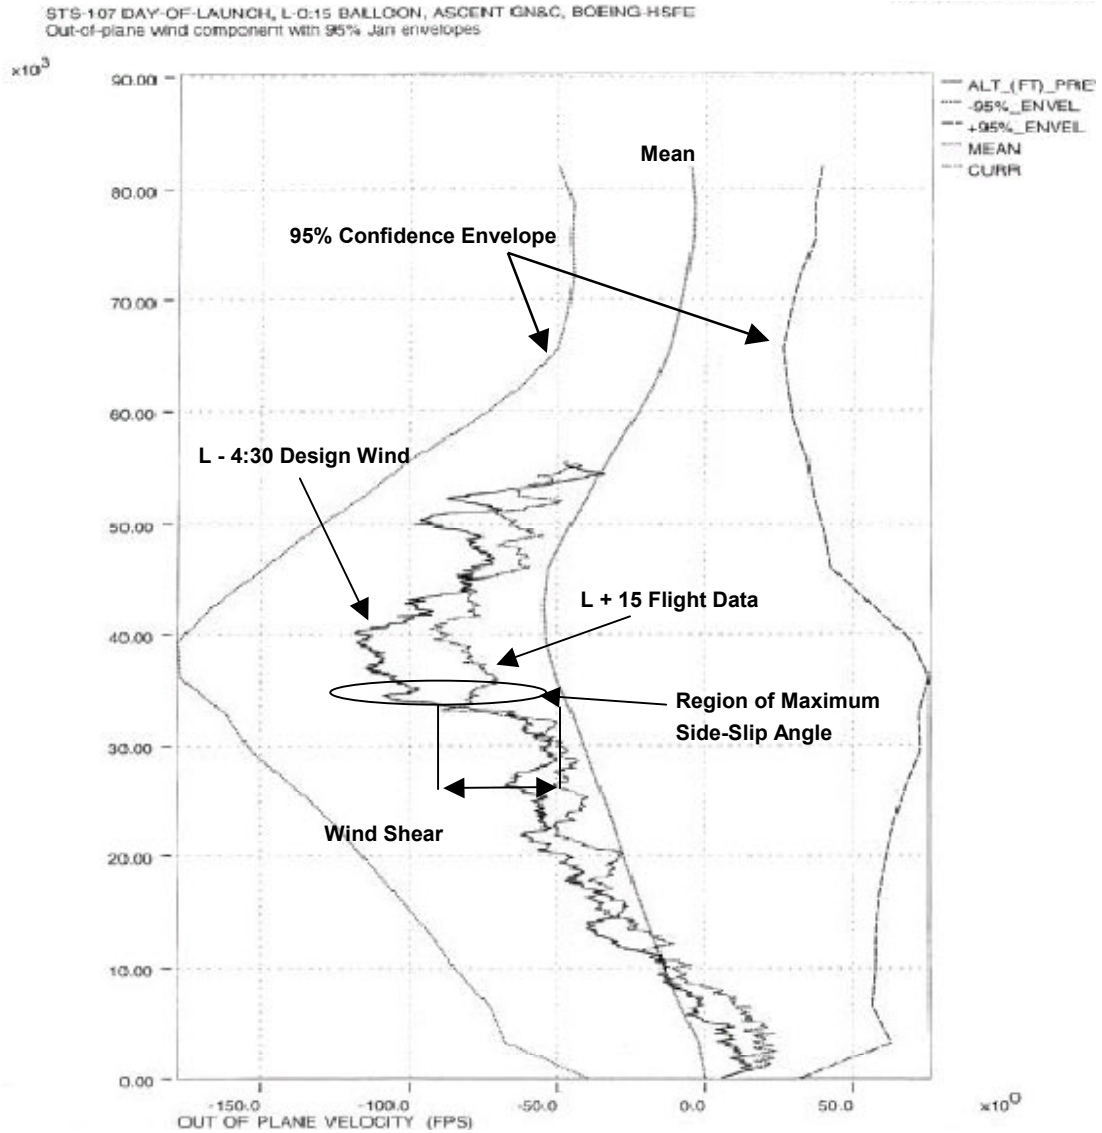 STS-107 DAY-OF-LAUNCH, L-0:15 BALLOON, ASCENT GN&C, BOEING-HSFE
Out-of-plane wind component with 95% Jan envelopes
x10³
90.00
ALT_(FT)_PREV
-95%_ENVEL
+95%_ENVEL
MEAN
CURR
Mean
80.00
95% Confidence Envelope
70.00
60.00
L - 4:30 Design Wind
50.00
L + 15 Flight Data
40.00
Region of Maximum
Side-Slip Angle
30.00
Wind Shear
20.00
10.00
0.00
-150.0
-100.0
-50.0
0.0
50.0
x10⁰
OUT OF PLANE VELOCITY (FPS)